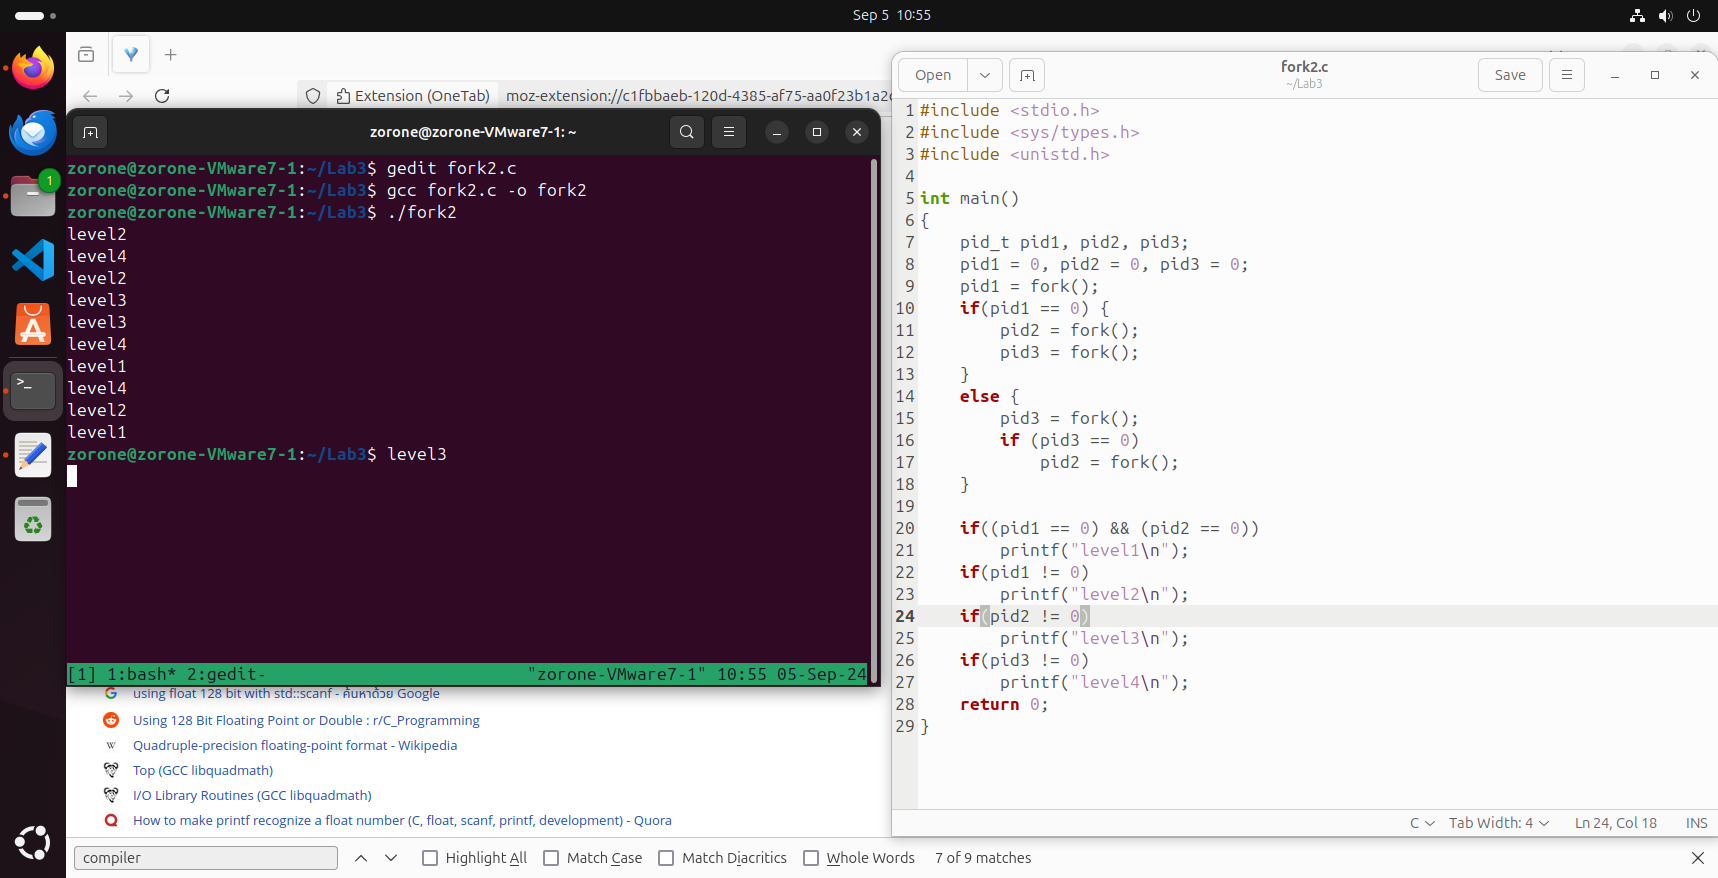 Sep 5 10:55
Extension (OneTab)
moz-extension://c1fbbaeb-120d-4385-af75-aa0f23b1a2
1
zorone@zorone-VMware7-1: ~
zorone@zorone-VMware7-1:~/Lab3$ gedit fork2.c
zorone@zorone-VMware7-1:~/Lab3$ gcc fork2.c -o fork2
zorone@zorone-VMware7-1:~/Lab3$ ./fork2
level2
level4
level2
level3
level3
level4
level1
level4
level2
level1
zorone@zorone-VMware7-1:~/Lab3$ level3
[1] 1:bash* 2:gedit- "zorone-VMware7-1" 10:55 05-Sep-24
using float 128 bit with std::scanf - ค้นหาด้วย Google
Using 128 Bit Floating Point or Double : r/C_Programming
Quadruple-precision floating-point format - Wikipedia
Top (GCC libquadmath)
I/O Library Routines (GCC libquadmath)
How to make printf recognize a float number (C, float, scanf, printf, development) - Quora
compiler
Highlight All
Match Case
Match Diacritics
Whole Words
7 of 9 matches
Open
fork2.c
~/Lab3
Save
1 #include <stdio.h>
2 #include <sys/types.h>
3 #include <unistd.h>
4
5 int main()
6 {
7     pid_t pid1, pid2, pid3;
8     pid1 = 0, pid2 = 0, pid3 = 0;
9     pid1 = fork();
10     if(pid1 == 0) {
11         pid2 = fork();
12         pid3 = fork();
13     }
14     else {
15         pid3 = fork();
16         if (pid3 == 0)
17             pid2 = fork();
18     }
19
20     if((pid1 == 0) && (pid2 == 0))
21         printf("level1\n");
22     if(pid1 != 0)
23         printf("level2\n");
24     if(pid2 != 0)
25         printf("level3\n");
26     if(pid3 != 0)
27         printf("level4\n");
28     return 0;
29 }
C
Tab Width: 4
Ln 24, Col 18
INS